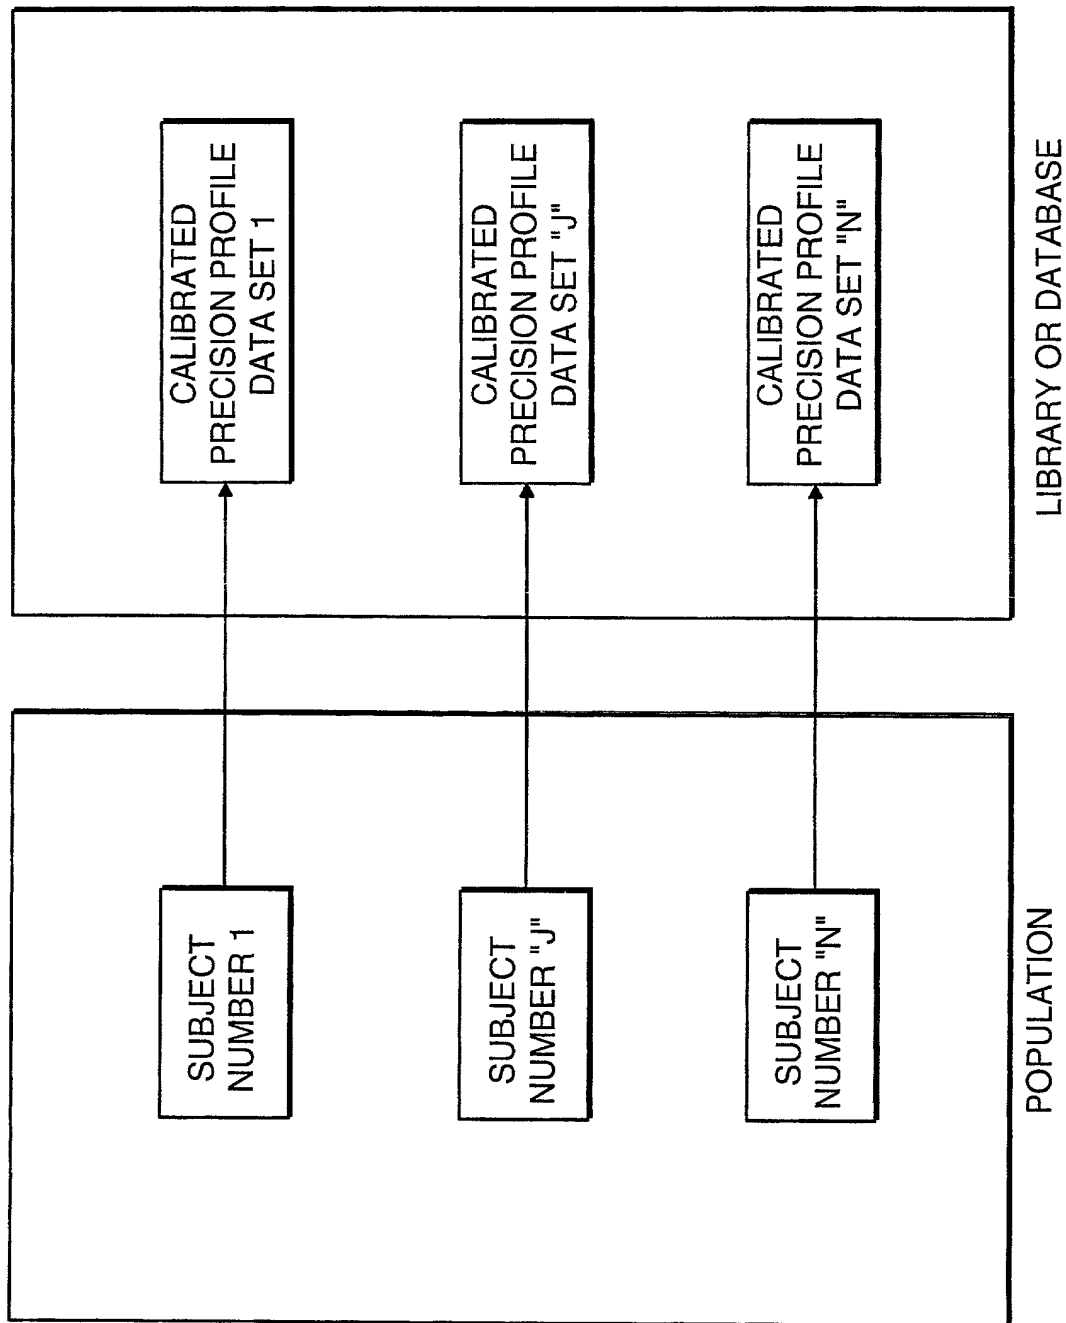 SUBJECT
NUMBER 1
SUBJECT
NUMBER "J"
SUBJECT
NUMBER "N"
POPULATION
CALIBRATED
PRECISION PROFILE
DATA SET 1
CALIBRATED
PRECISION PROFILE
DATA SET "J"
CALIBRATED
PRECISION PROFILE
DATA SET "N"
LIBRARY OR DATABASE